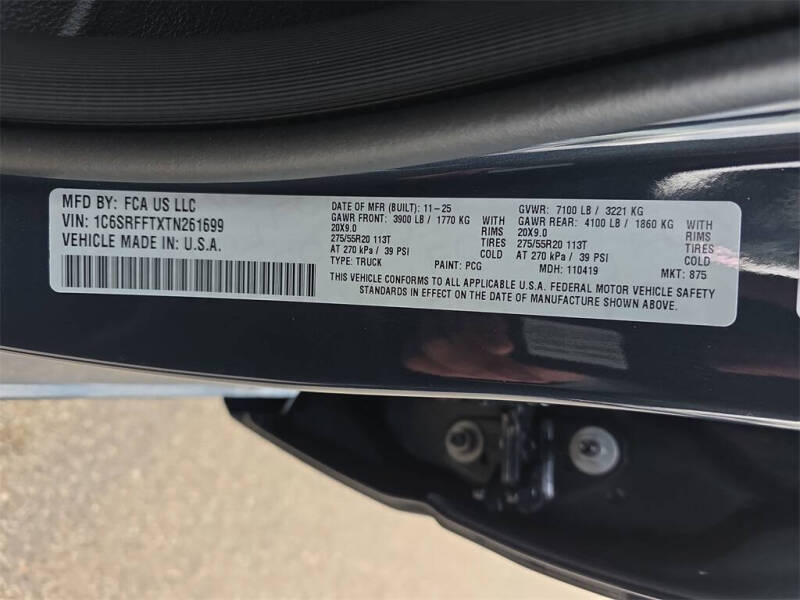 MFD BY: FCA US LLC
VIN: 1C6SRFFTXTN261699
VEHICLE MADE IN: U.S.A.
DATE OF MFR (BUILT): 11-25
GAWR FRONT: 3900 LB / 1770 KG WITH
20X9.0 RIMS
275/55R20 113T TIRES
AT 270 kPa / 39 PSI COLD
TYPE: TRUCK PAINT: PCG
GVWR: 7100 LB / 3221 KG
GAWR REAR: 4100 LB / 1860 KG WITH
20X9.0 RIMS
275/55R20 113T TIRES
AT 270 kPa / 39 PSI COLD
MDH: 110419 MKT: 875
THIS VEHICLE CONFORMS TO ALL APPLICABLE U.S.A. FEDERAL MOTOR VEHICLE SAFETY
STANDARDS IN EFFECT ON THE DATE OF MANUFACTURE SHOWN ABOVE.